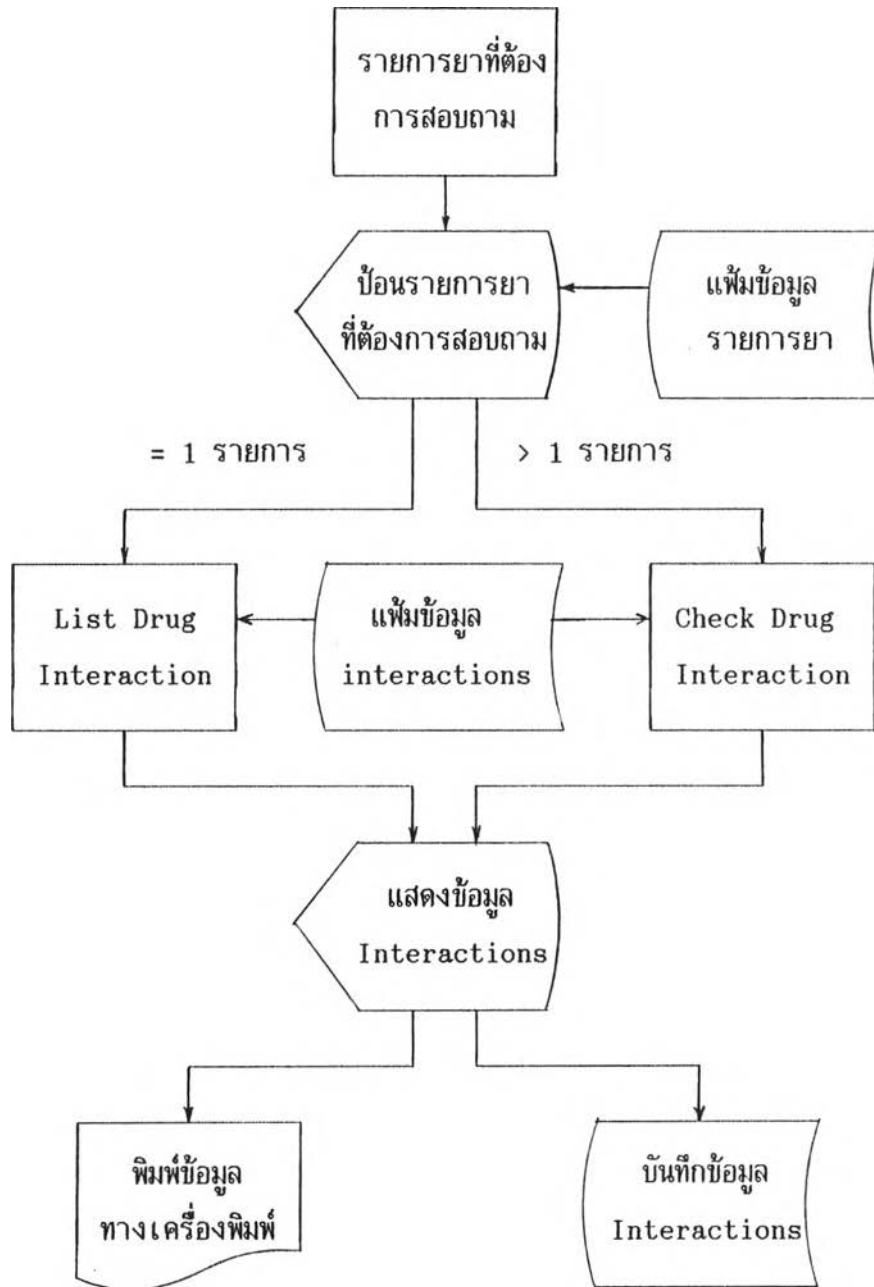 รายการยาที่ต้อง
การสอบถาม
ป้อนรายการยา
ที่ต้องการสอบถาม
แฟ้มข้อมูล
รายการยา
= 1 รายการ
> 1 รายการ
List Drug
Interaction
แฟ้มข้อมูล
interactions
Check Drug
Interaction
แสดงข้อมูล
Interactions
พิมพ์ข้อมูล
ทางเครื่องพิมพ์
บันทึกข้อมูล
Interactions